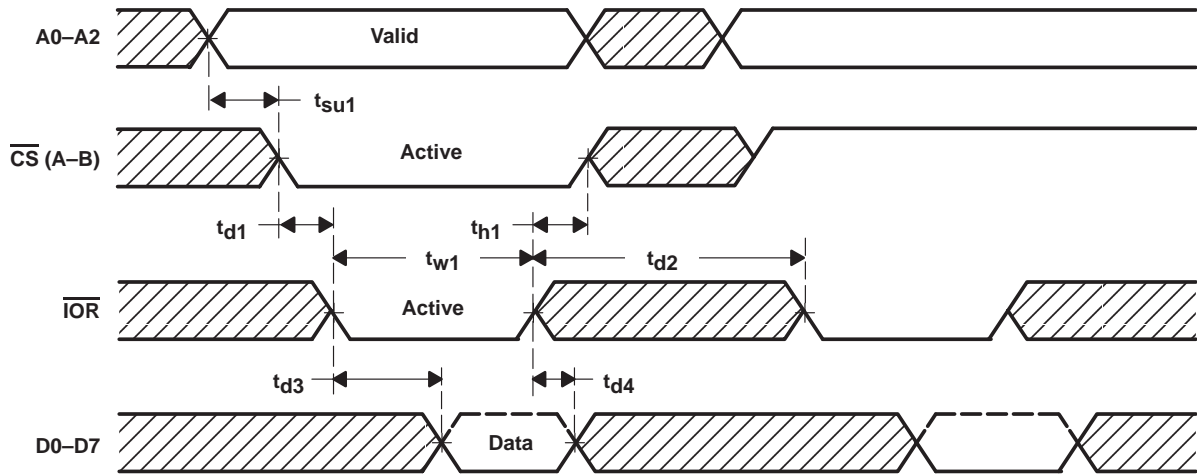 A0–A2
Valid
tsu1
CS (A–B)
Active
td1
th1
tw1
td2
IOR
Active
td3
td4
D0–D7
Data